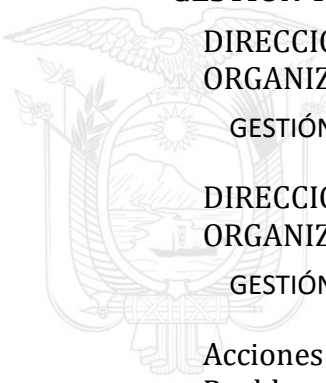 DIRECCIO
ORGANIZ
GESTIÓN
DIRECCIO
ORGANIZ
GESTIÓN
Acciones